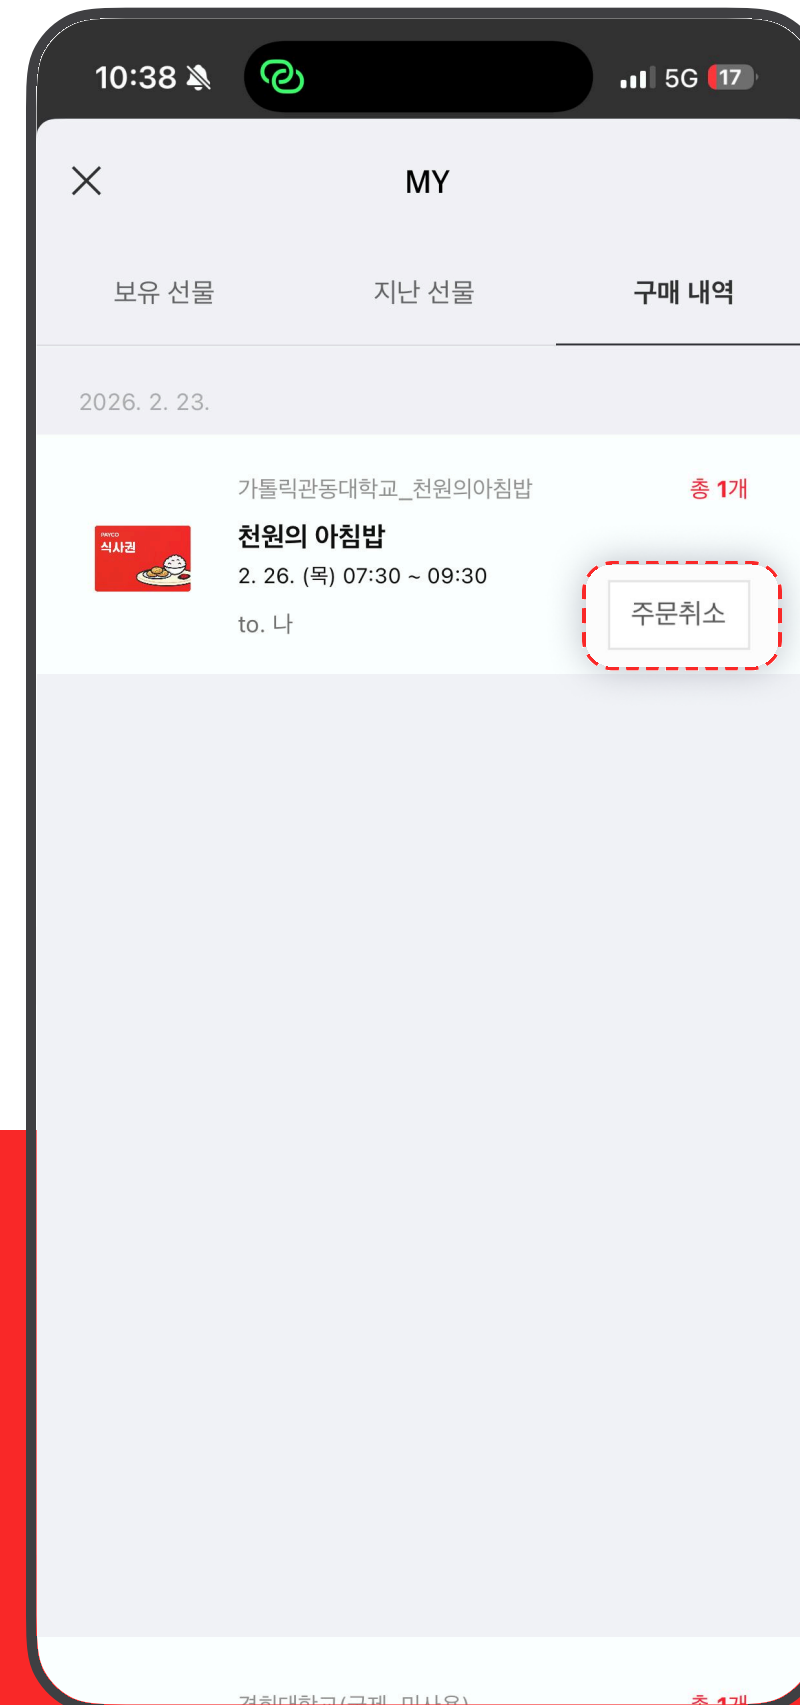 10:38
5G 17
MY
보유 선물 지난 선물 구매 내역
2026. 2. 23.
가톨릭관동대학교_천원의아침밥 총 1개
PAYCO
식사권
천원의 아침밥
2. 26. (목) 07:30 ~ 09:30
to. 나
주문취소
총 1개